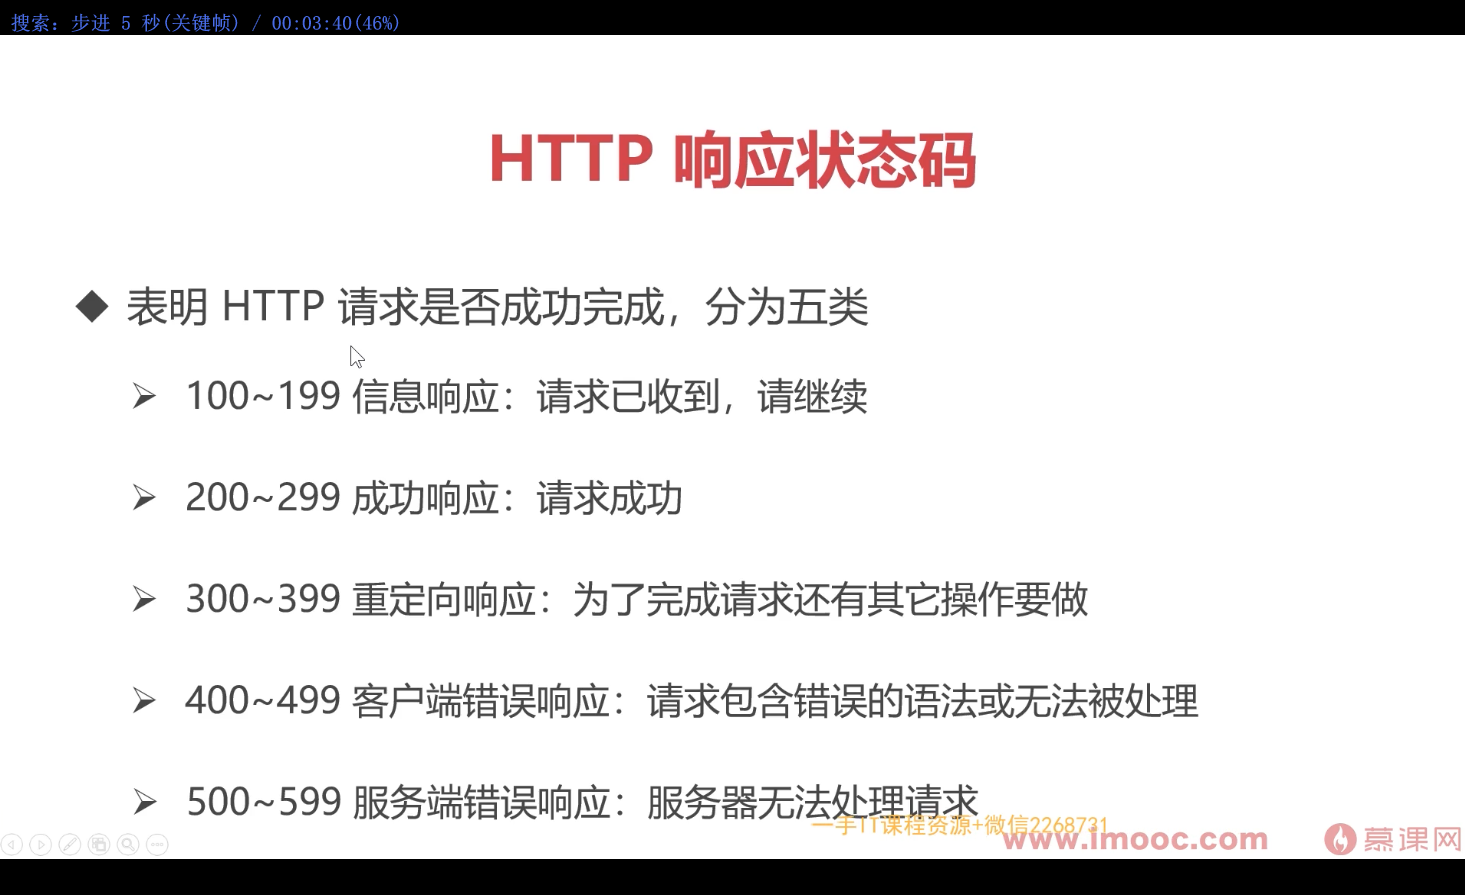 搜索: 步进 5 秒(关键帧) / 00:03:40(46%)
HTTP 响应状态码
◆ 表明 HTTP 请求是否成功完成，分为五类
➢ 100~199 信息响应：请求已收到，请继续
➢ 200~299 成功响应：请求成功
➢ 300~399 重定向响应：为了完成请求还有其它操作要做
➢ 400~499 客户端错误响应：请求包含错误的语法或无法被处理
➢ 500~599 服务端错误响应：服务器无法处理请求
一手IT课程资源+微信2268731
www.imooc.com 慕课网